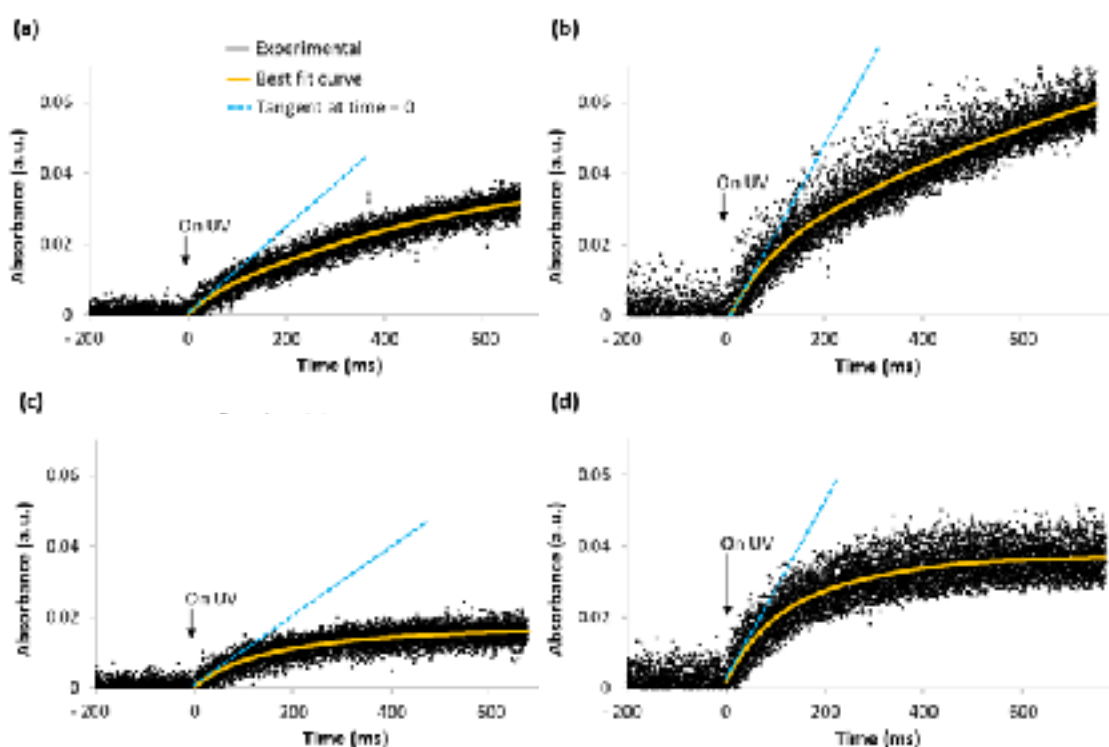 (a)
Experimental
Best fit curve
Tangent at time = 0
0.06
0.04
0.02
0
Absorbance (a.u.)
On UV
- 200
0
200
400
600
Time (ms)
(b)
0.06
0.04
0.02
0
Absorbance (a.u.)
On UV
- 200
0
200
400
600
Time (ms)
(c)
0.06
0.04
0.02
0
Absorbance (a.u.)
On UV
- 200
0
200
400
600
Time (ms)
(d)
0.06
0.04
0.02
0
Absorbance (a.u.)
On UV
- 200
0
200
400
600
Time (ms)